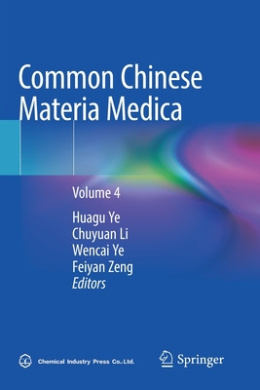 Common Chinese
Materia Medica
Volume 4
Huagu Ye
Chuyuan Li
Wencai Ye
Feiyan Zeng
Editors
Chemical Industry Press Co., Ltd.
Springer